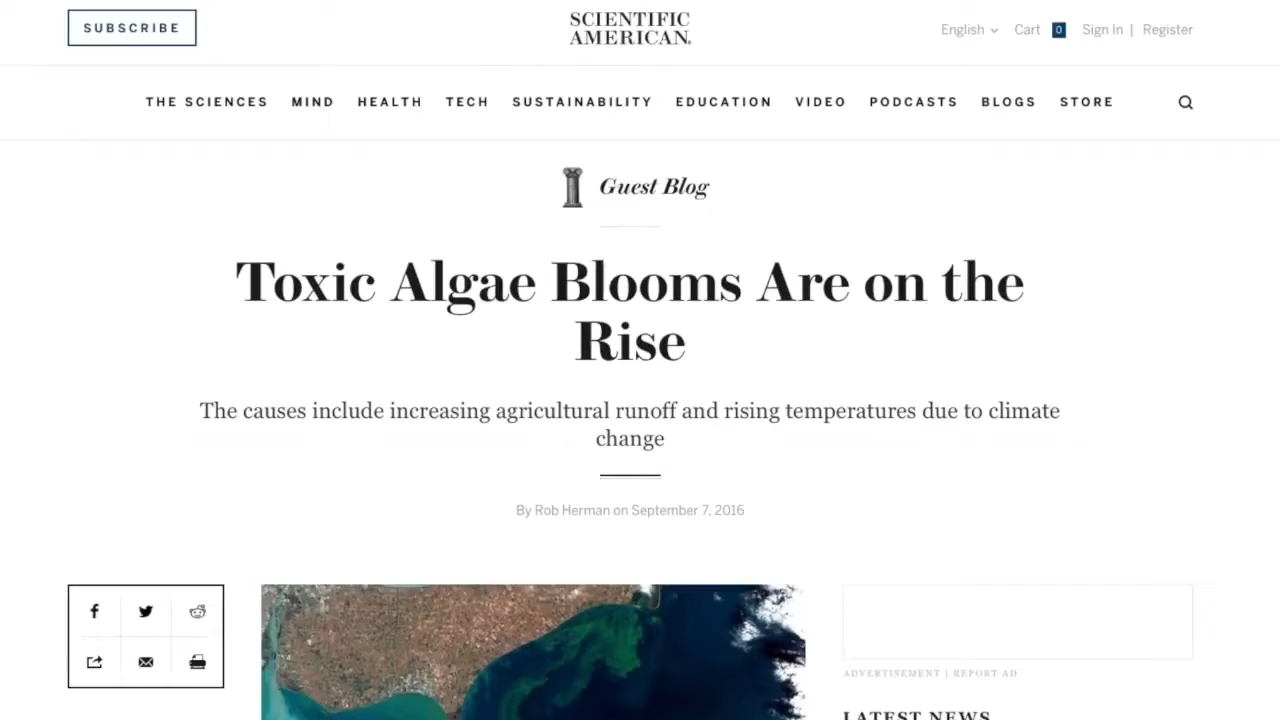 SUBSCRIBE
SCIENTIFIC
AMERICAN®
English
Cart 0
Sign In | Register
THE SCIENCES MIND HEALTH TECH SUSTAINABILITY EDUCATION VIDEO PODCASTS BLOGS STORE
Guest Blog
Toxic Algae Blooms Are on the
Rise
The causes include increasing agricultural runoff and rising temperatures due to climate
change
By Rob Herman on September 7, 2016
f
ADVERTISEMENT | REPORT AD
LATEST NEWS